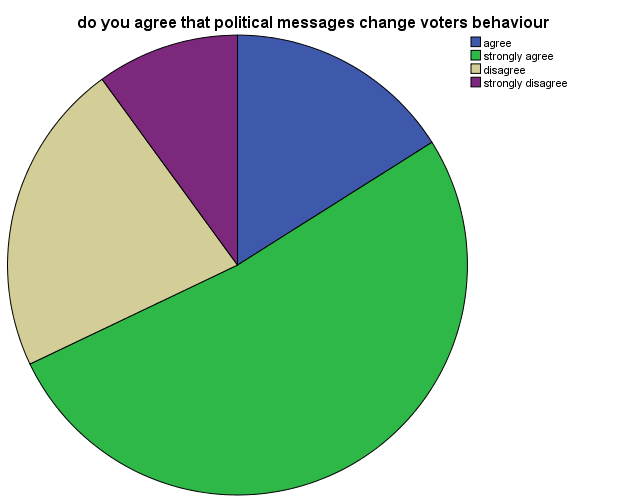 do you agree that political messages change voters behaviour
agree
strongly agree
disagree
strongly disagree